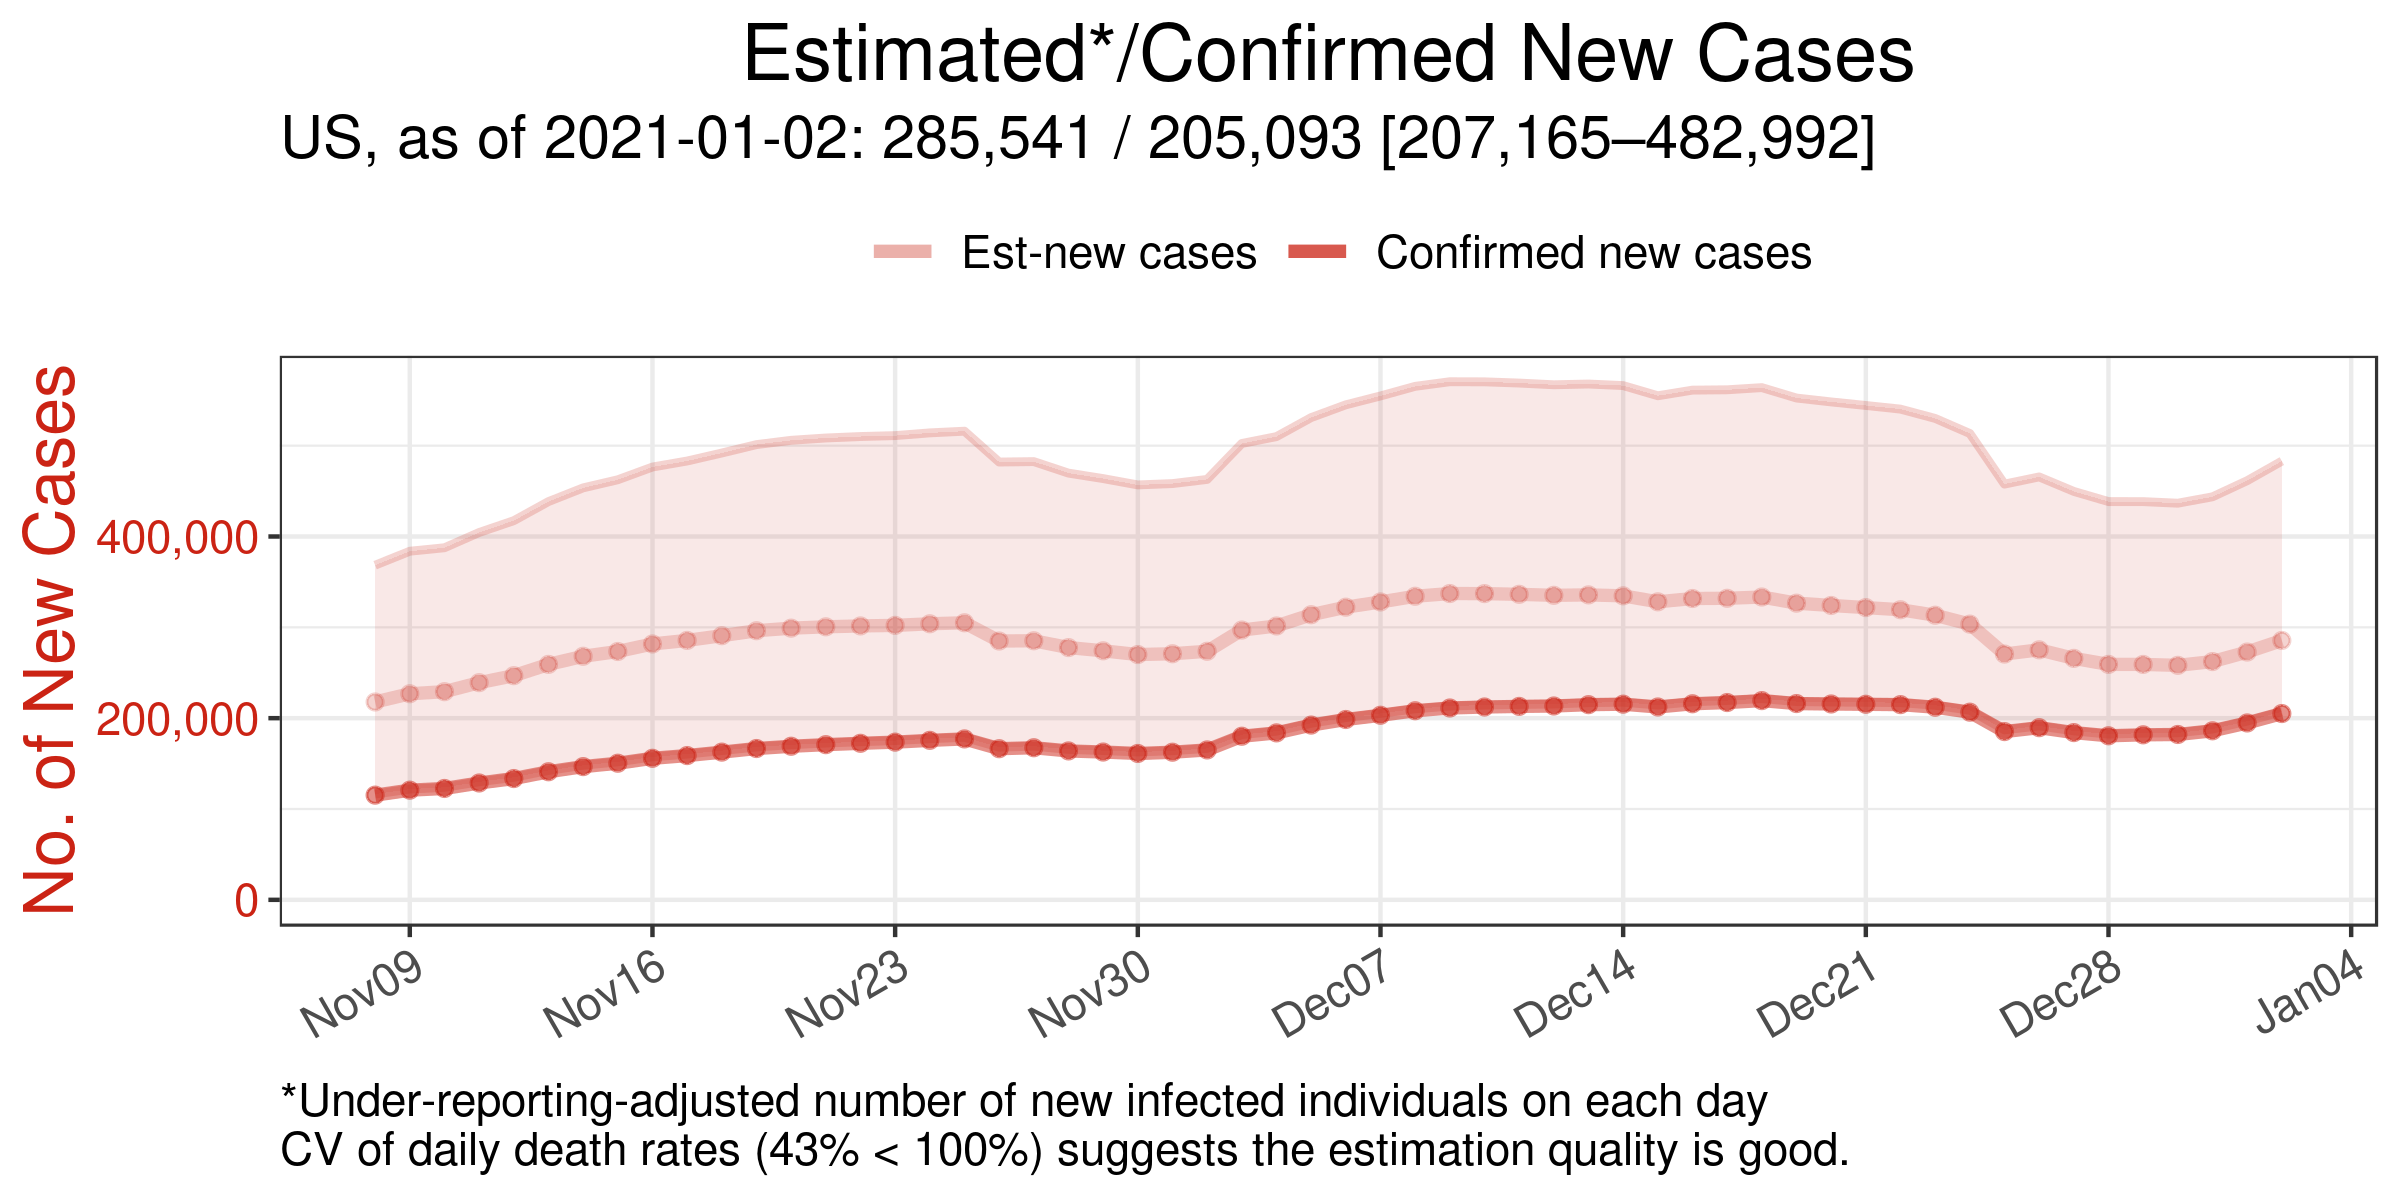 Estimated*/Confirmed New Cases
US, as of 2021-01-02: 285,541 / 205,093 [207,165–482,992]
Est-new cases Confirmed new cases
No. of New Cases
400,000
200,000
0
Nov09 Nov16 Nov23 Nov30 Dec07 Dec14 Dec21 Dec28 Jan04
*Under-reporting-adjusted number of new infected individuals on each day
CV of daily death rates (43% < 100%) suggests the estimation quality is good.